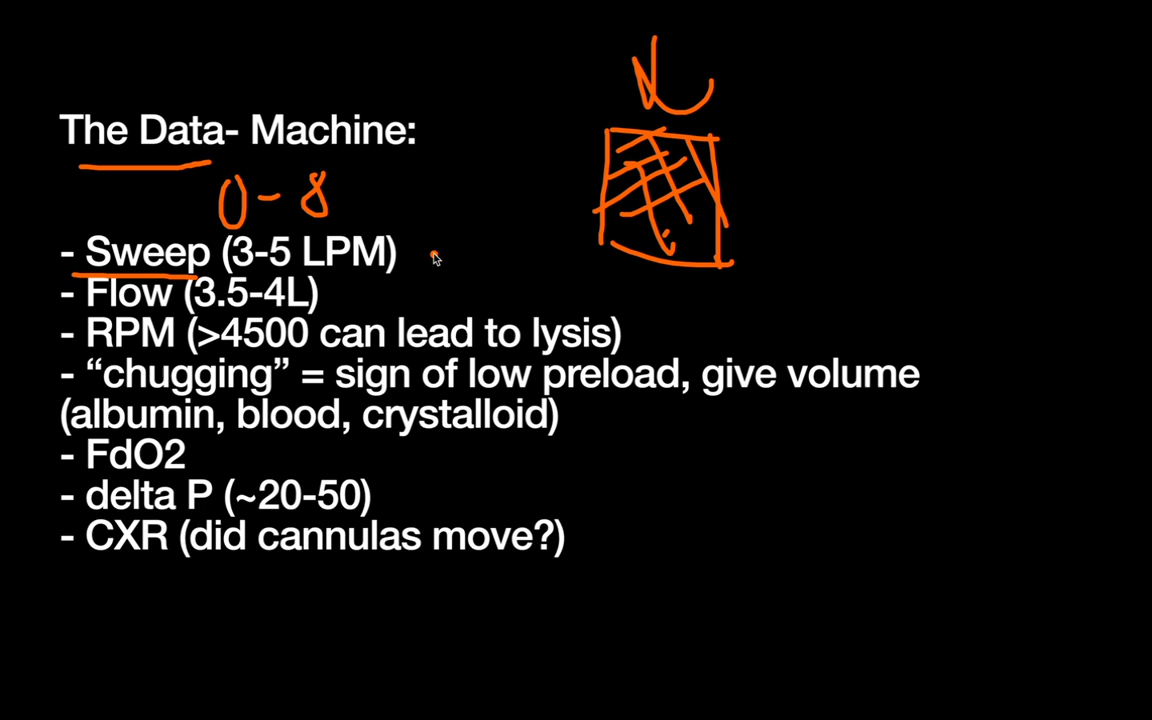 The Data- Machine:
0-8
- Sweep (3-5 LPM)
- Flow (3.5-4L)
- RPM (>4500 can lead to lysis)
- “chugging” = sign of low preload, give volume
(albumin, blood, crystalloid)
- FdO2
- delta P (~20-50)
- CXR (did cannulas move?)